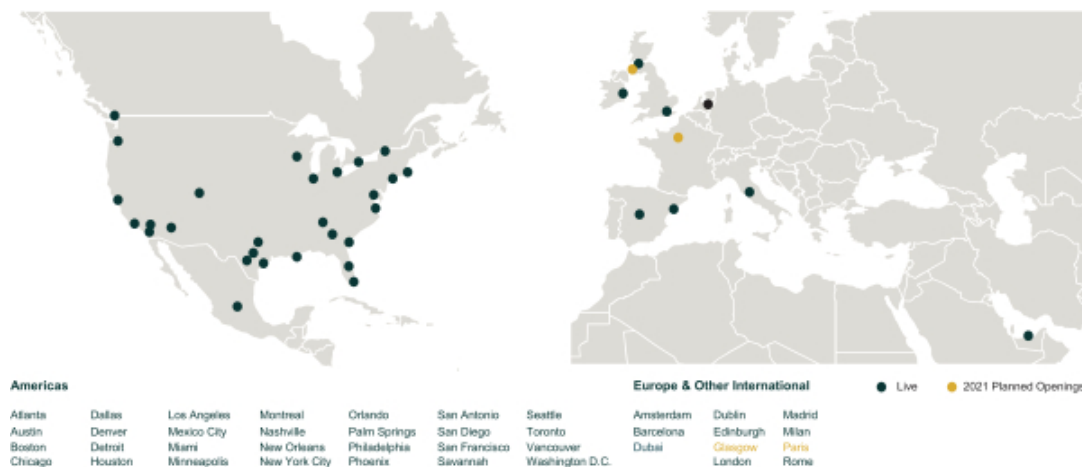 Americas
Europe & Other International
Live
2021 Planned Openings
Atlanta Dallas Los Angeles Montreal Orlando San Antonio Seattle
Austin Denver Mexico City Nashville Palm Springs San Diego Toronto
Boston Detroit Miami New Orleans Philadelphia San Francisco Vancouver
Chicago Houston Minneapolis New York City Phoenix Savannah Washington D.C.
Amsterdam Dublin Madrid
Barcelona Edinburgh Milan
Dubai Glasgow Paris
London Rome